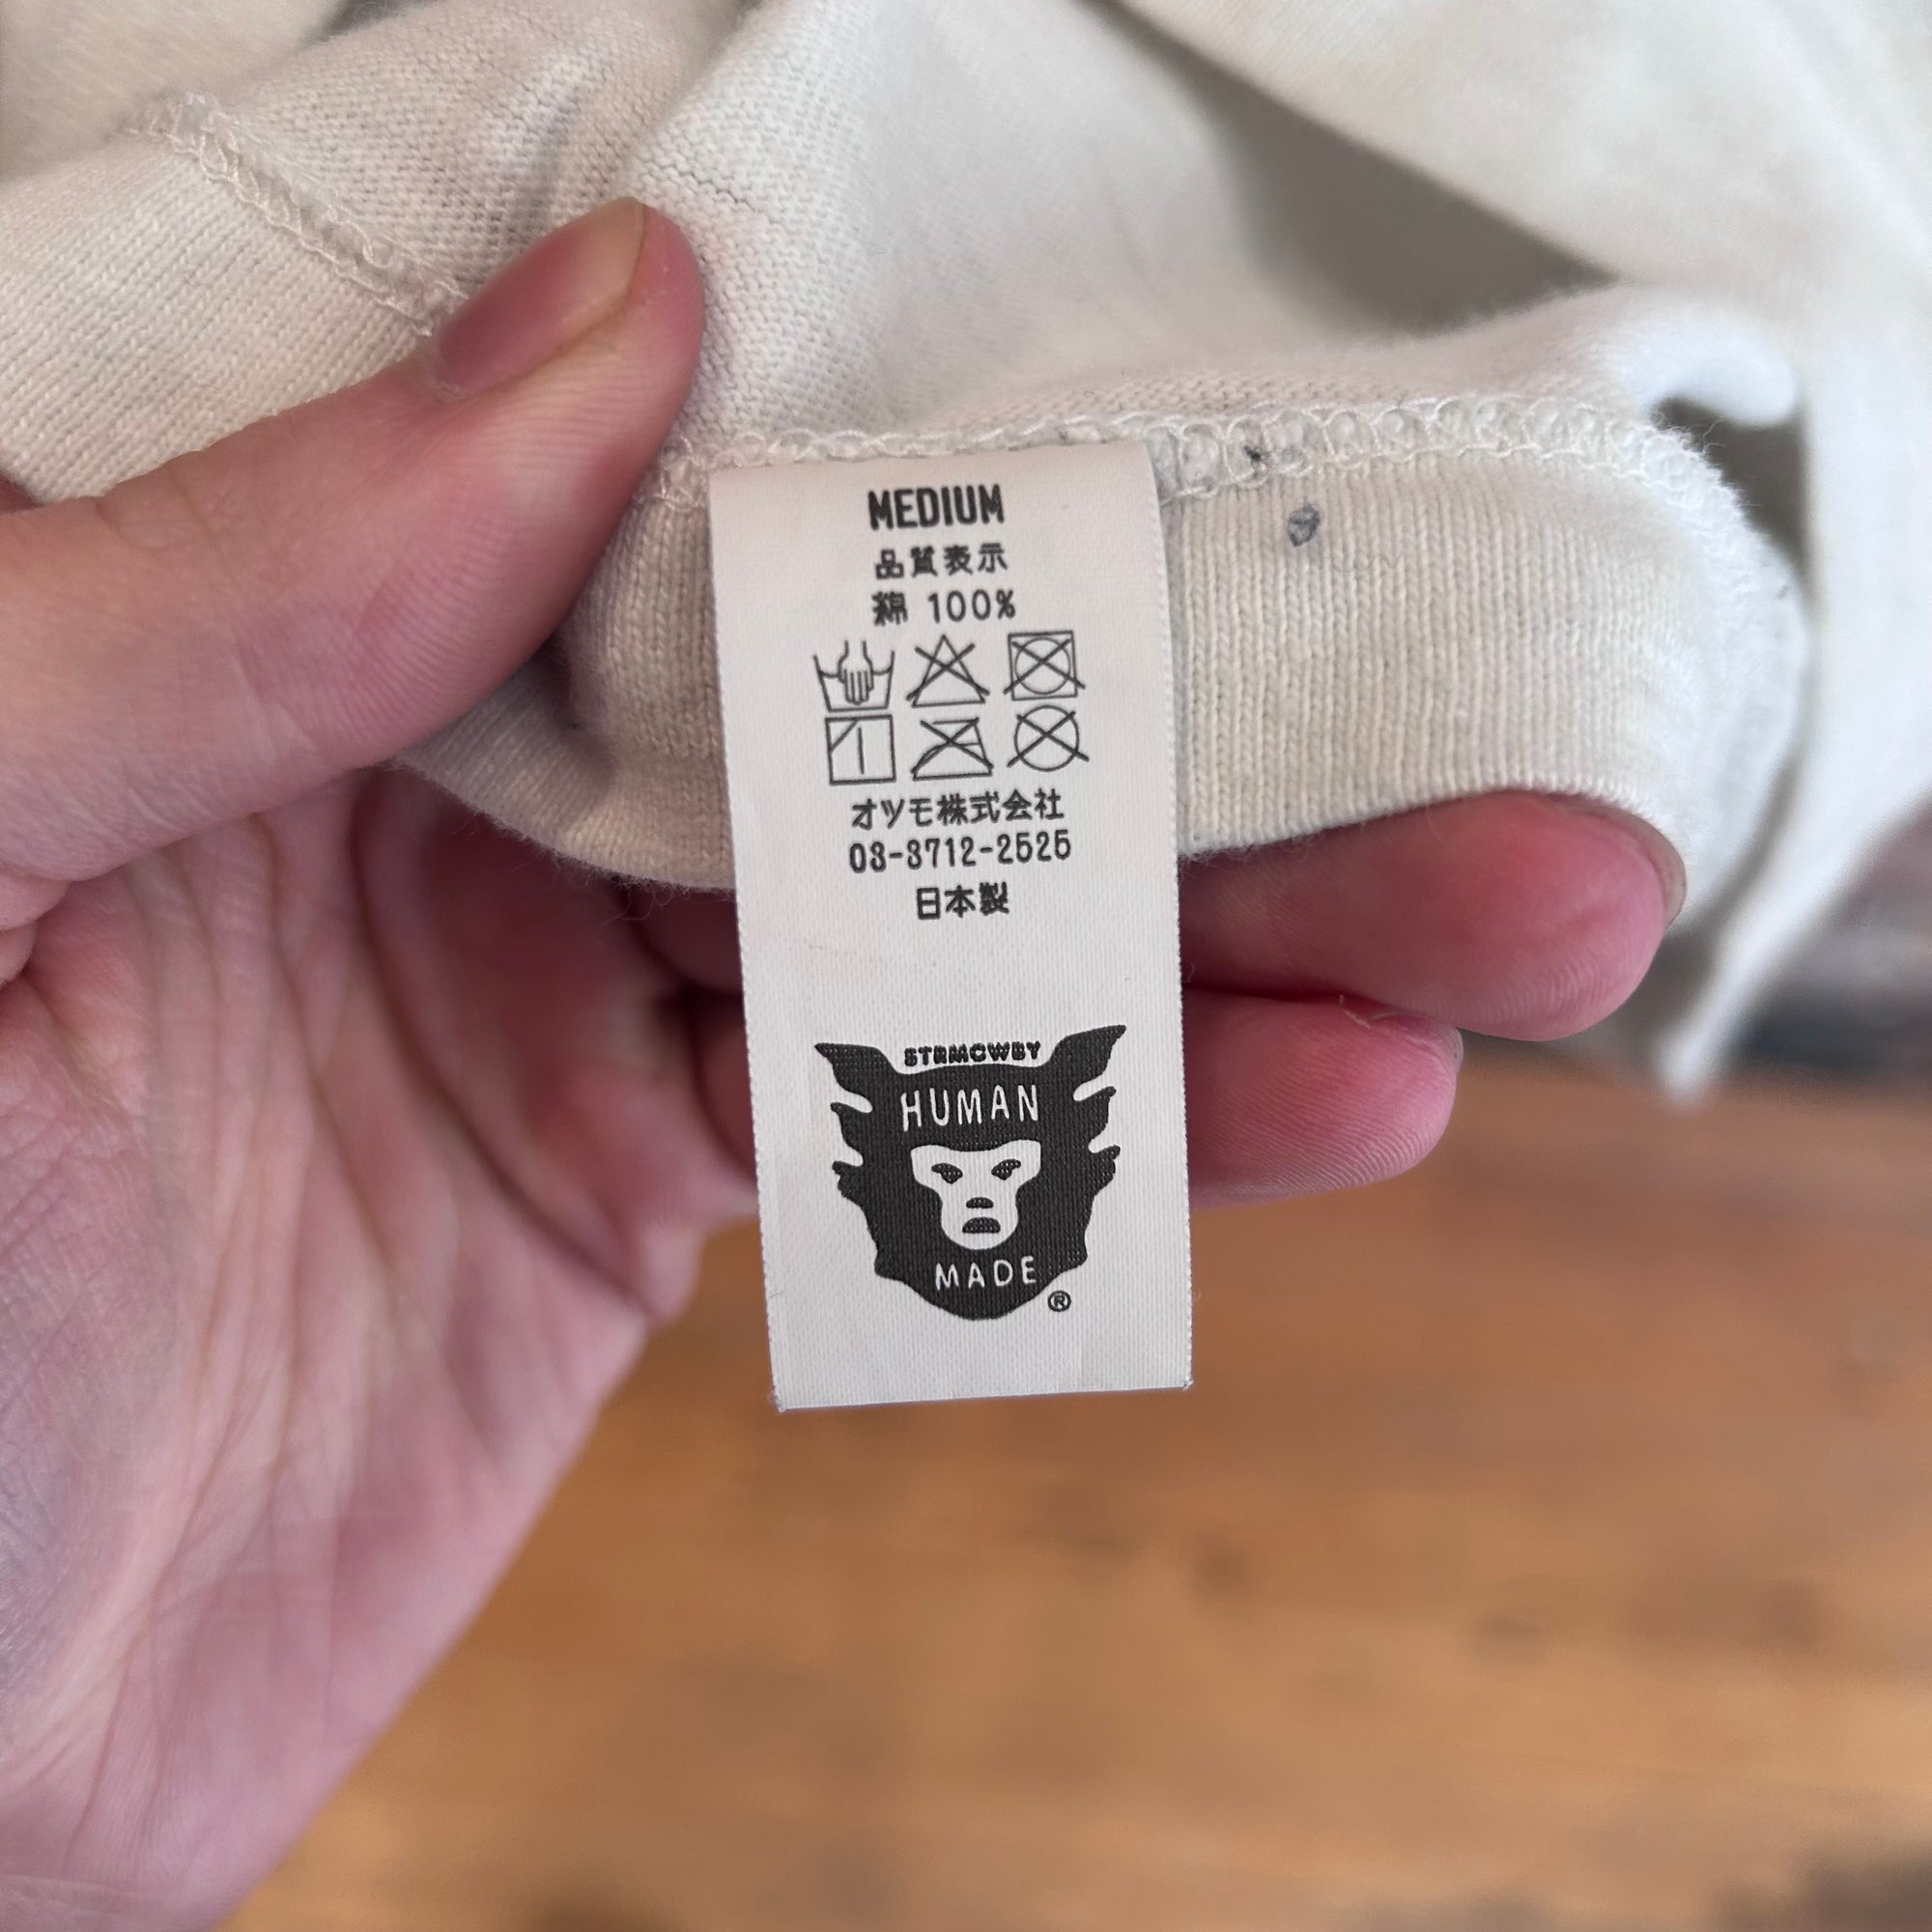 MEDIUM
品質表示
綿 100%
オツモ株式会社
03-3712-2525
日本製
STRMCWBY
HUMAN
MADE
®